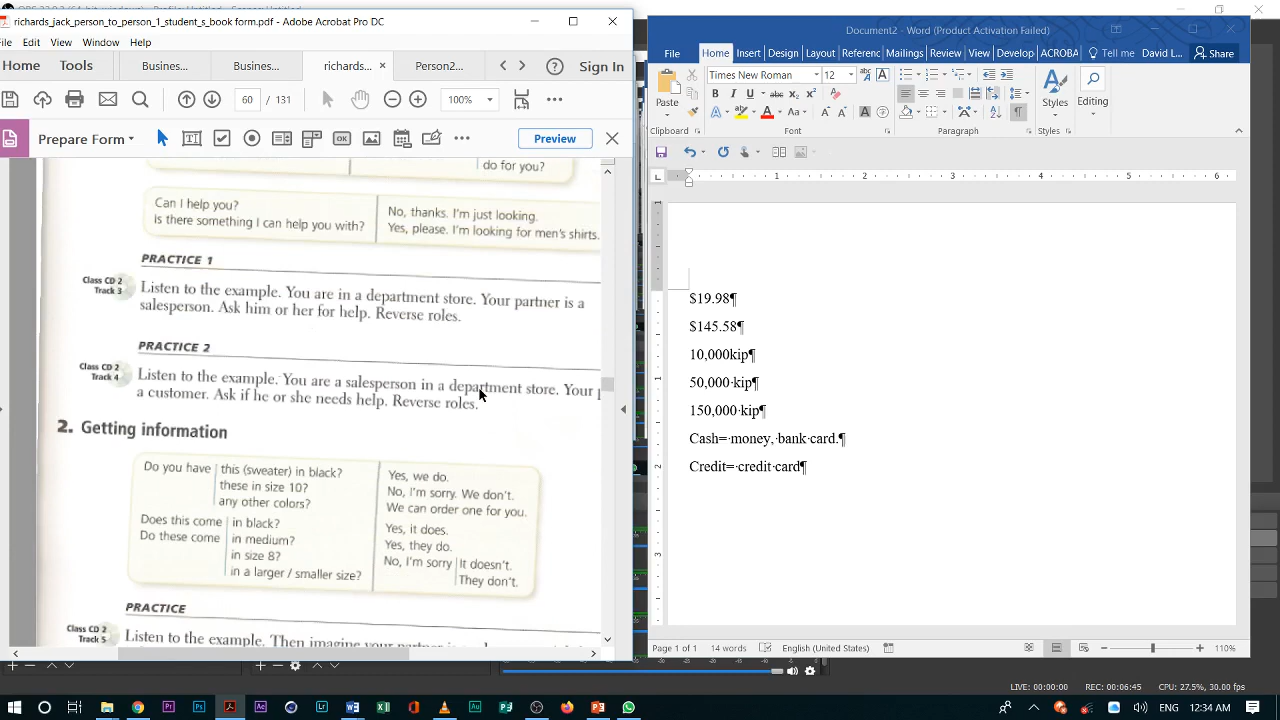 richards_jack_person_to_person_1_student_s_book form.pdf - Adobe Acrobat Pro DC
File Edit View Window Help
Home Tools Busines... Busines... richards... × Person2... Sign In
60 / 131 100%
Prepare Form Preview
do for you?
Can I help you? No, thanks. I'm just looking.
Is there something I can help you with? Yes, please. I'm looking for men's shirts.
PRACTICE 1
Class CD 2
Track 3
Listen to the example. You are in a department store. Your partner is a
salesperson. Ask him or her for help. Reverse roles.
PRACTICE 2
Class CD 2
Track 4
Listen to the example. You are a salesperson in a department store. Your p
a customer. Ask if he or she needs help. Reverse roles.
2. Getting information
Do you have this (sweater) in black? Yes, we do.
these in size 10? No, I'm sorry. We don't.
any other colors? We can order one for you.
Does this come in black? Yes, it does.
Do these come in medium? Yes, they do.
in size 8? No, I'm sorry It doesn't.
in a larger / smaller size? They don't.
PRACTICE
Class CD 2
Track 5
Listen to the example. Then imagine your partner is
Document2 - Word (Product Activation Failed)
File Home Insert Design Layout Referenc Mailings Review View Develop ACROBA Tell me David L... Share
Times New Roman 12
Paste Styles Editing
Clipboard Font Paragraph Styles
1 2 3 4 5 6
$19.98¶
$145.58¶
10,000kip¶
50,000·kip¶
150,000·kip¶
Cash=·money,·bank·card.¶
Credit=·credit·card¶
Page 1 of 1 14 words English (United States) 110%
LIVE: 00:00:00 REC: 00:06:45 CPU: 27.5%, 30.00 fps
12:34 AM